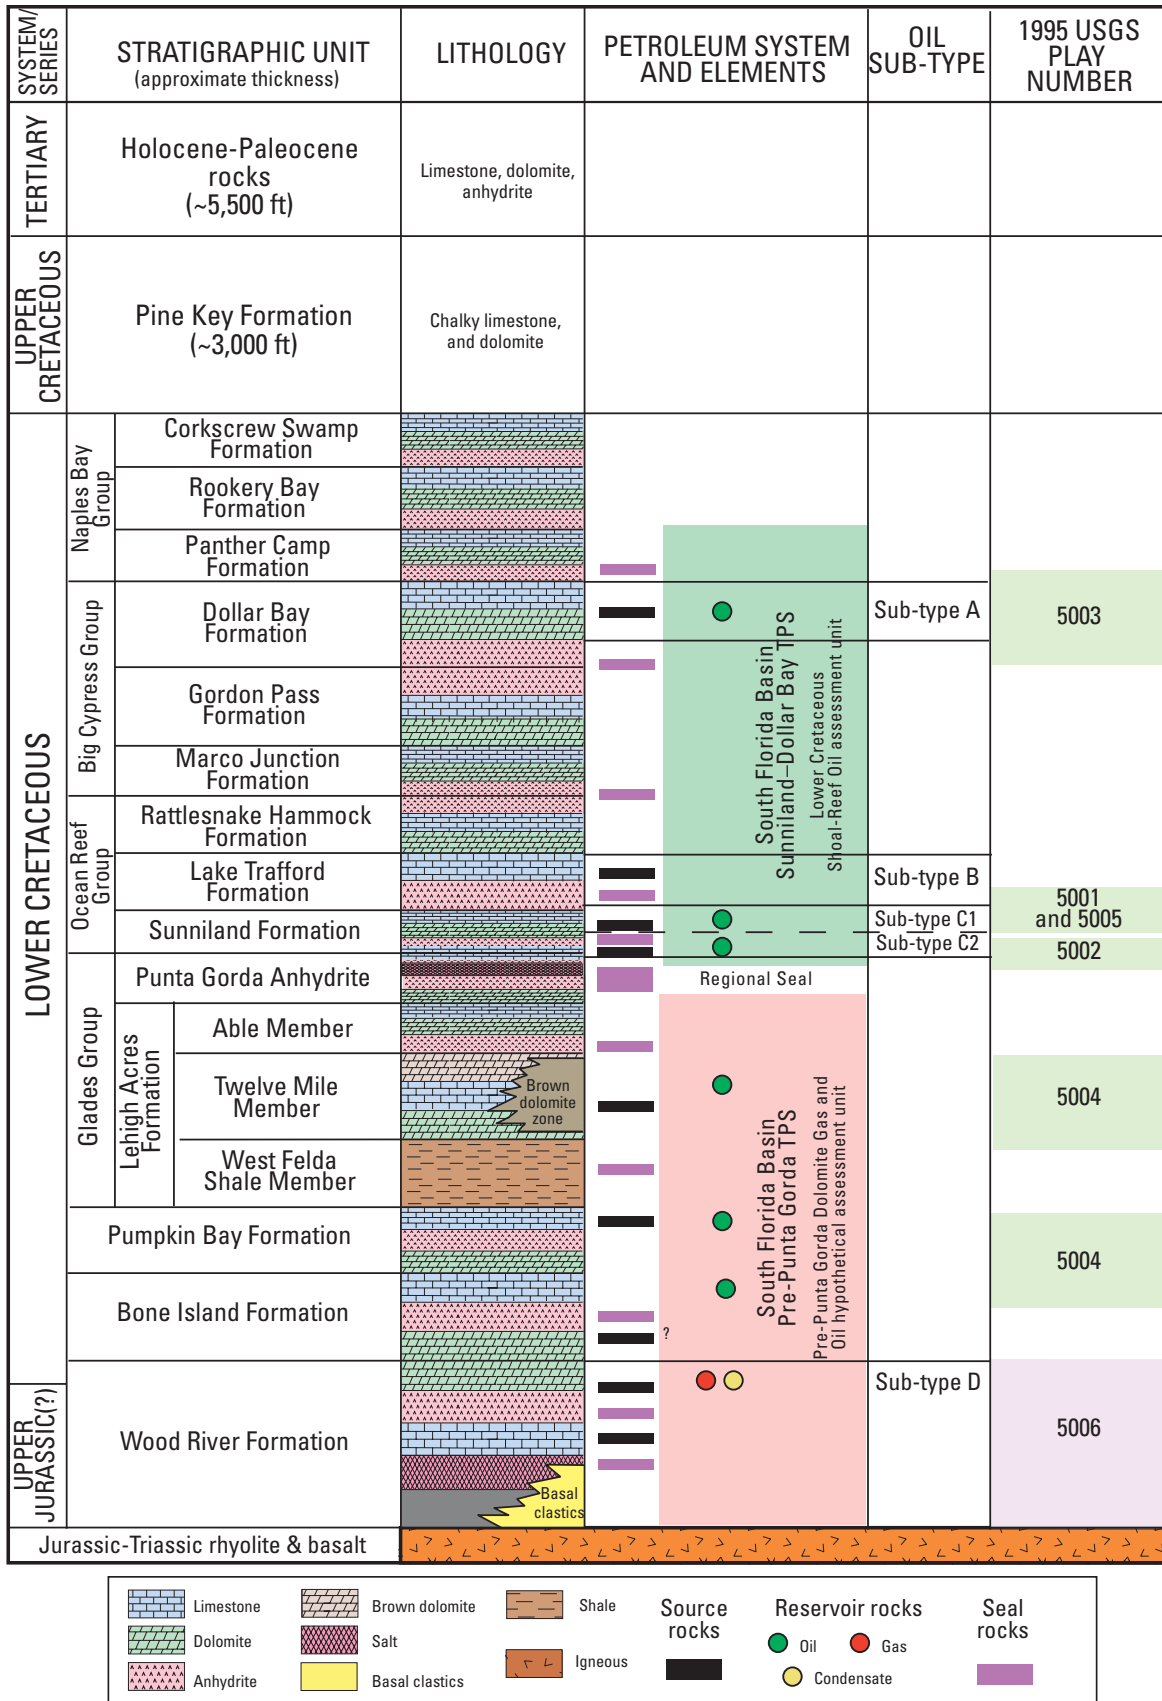 SYSTEM/
SERIES
STRATIGRAPHIC UNIT
(approximate thickness)
LITHOLOGY
PETROLEUM SYSTEM
AND ELEMENTS
OIL
SUB-TYPE
1995 USGS
PLAY
NUMBER
TERTIARY
Holocene-Paleocene
rocks
(~5,500 ft)
Limestone, dolomite,
anhydrite
UPPER
CRETACEOUS
Pine Key Formation
(~3,000 ft)
Chalky limestone,
and dolomite
LOWER CRETACEOUS
Naples Bay
Group
Corkscrew Swamp
Formation
Rookery Bay
Formation
Panther Camp
Formation
Big Cypress Group
Dollar Bay
Formation
Gordon Pass
Formation
Marco Junction
Formation
Ocean Reef
Group
Rattlesnake Hammock
Formation
Lake Trafford
Formation
Sunniland Formation
Glades Group
Punta Gorda Anhydrite
Lehigh Acres
Formation
Able Member
Twelve Mile
Member
Brown
dolomite
zone
West Felda
Shale Member
Pumpkin Bay Formation
Bone Island Formation
UPPER
JURASSIC(?)
Wood River Formation
Basal
clastics
Jurassic-Triassic rhyolite & basalt
South Florida Basin
Sunniland–Dollar Bay TPS
Lower Cretaceous
Shoal-Reef Oil assessment unit
Regional Seal
South Florida Basin
Pre-Punta Gorda TPS
Pre-Punta Gorda Dolomite Gas and
Oil hypothetical assessment unit
?
Sub-type A
Sub-type B
Sub-type C1
Sub-type C2
Sub-type D
5003
5001
and 5005
5002
5004
5004
5006
Limestone
Dolomite
Anhydrite
Brown dolomite
Salt
Basal clastics
Shale
Igneous
Source
rocks
Reservoir rocks
Oil
Gas
Condensate
Seal
rocks